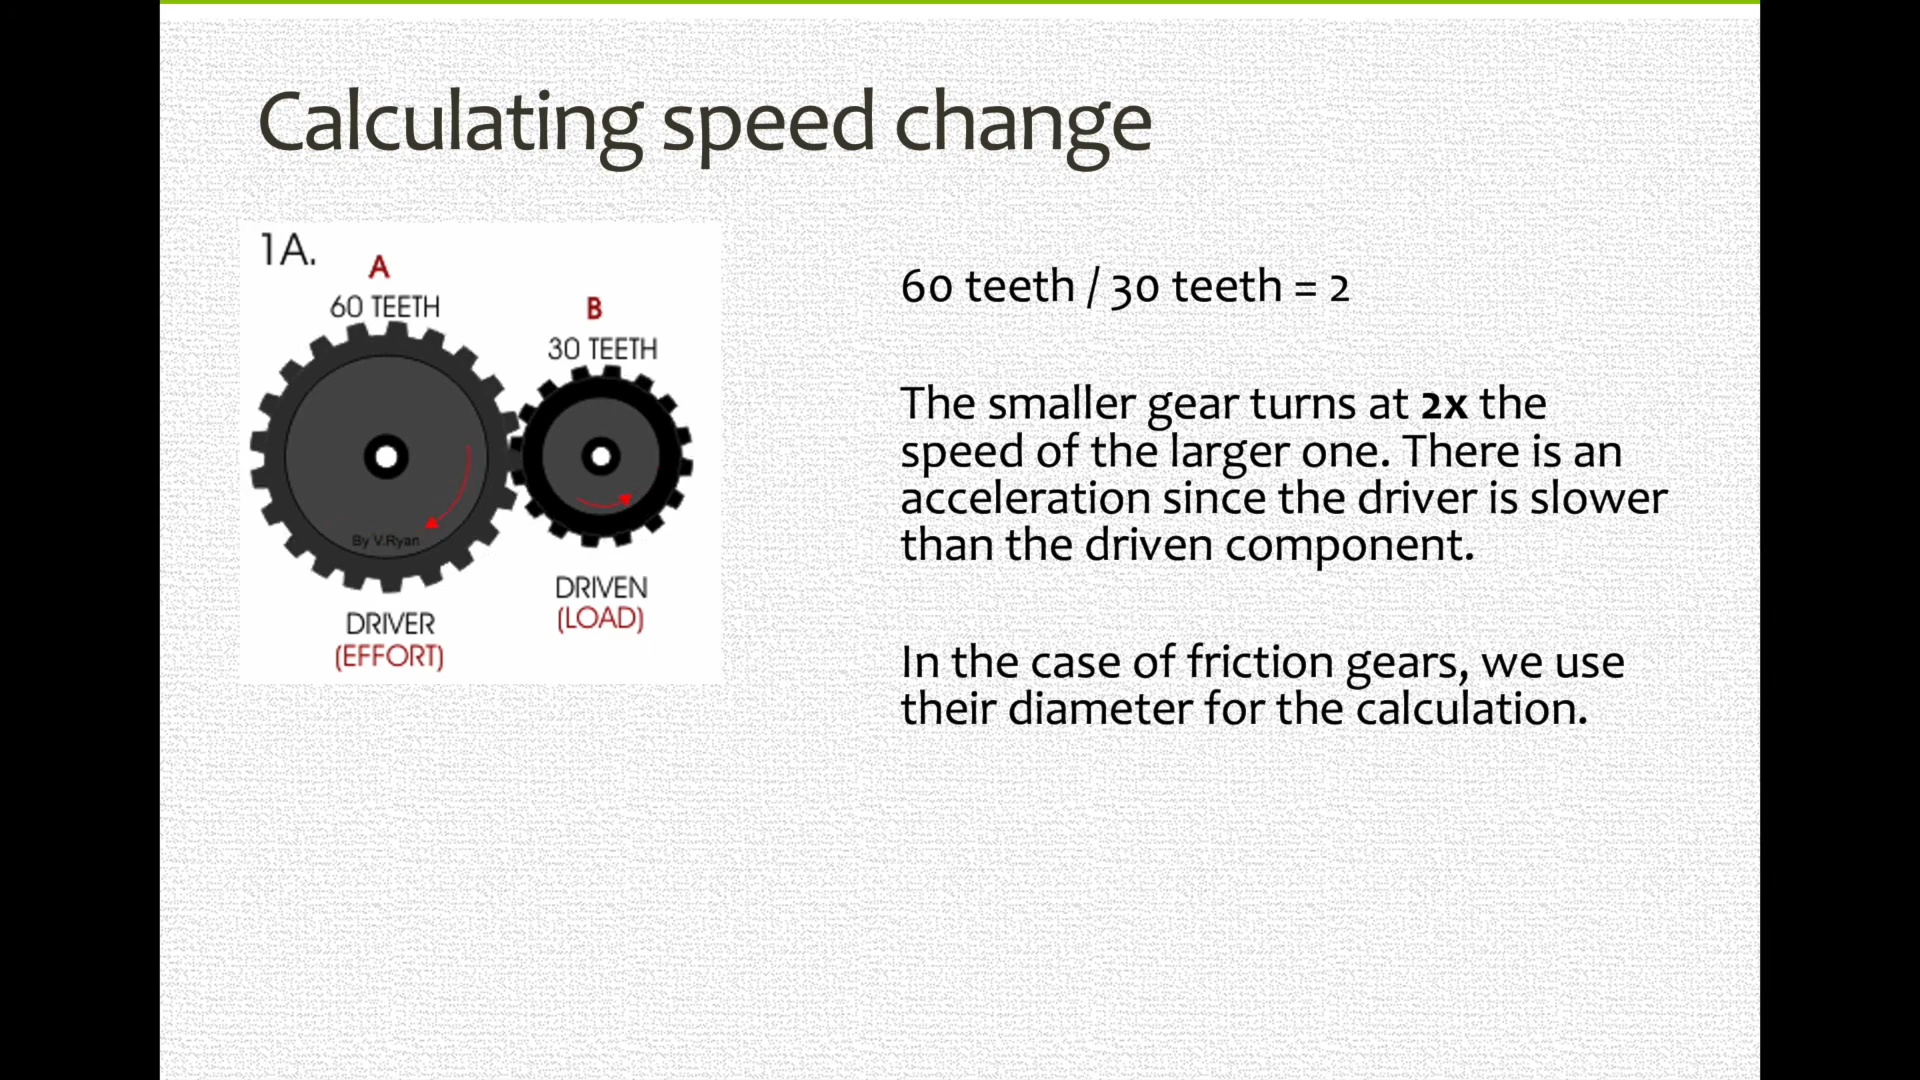 Calculating speed change
1A.
A
60 TEETH
B
30 TEETH
By V.Ryan
DRIVEN
(LOAD)
DRIVER
(EFFORT)
60 teeth / 30 teeth = 2
The smaller gear turns at 2x the
speed of the larger one. There is an
acceleration since the driver is slower
than the driven component.
In the case of friction gears, we use
their diameter for the calculation.